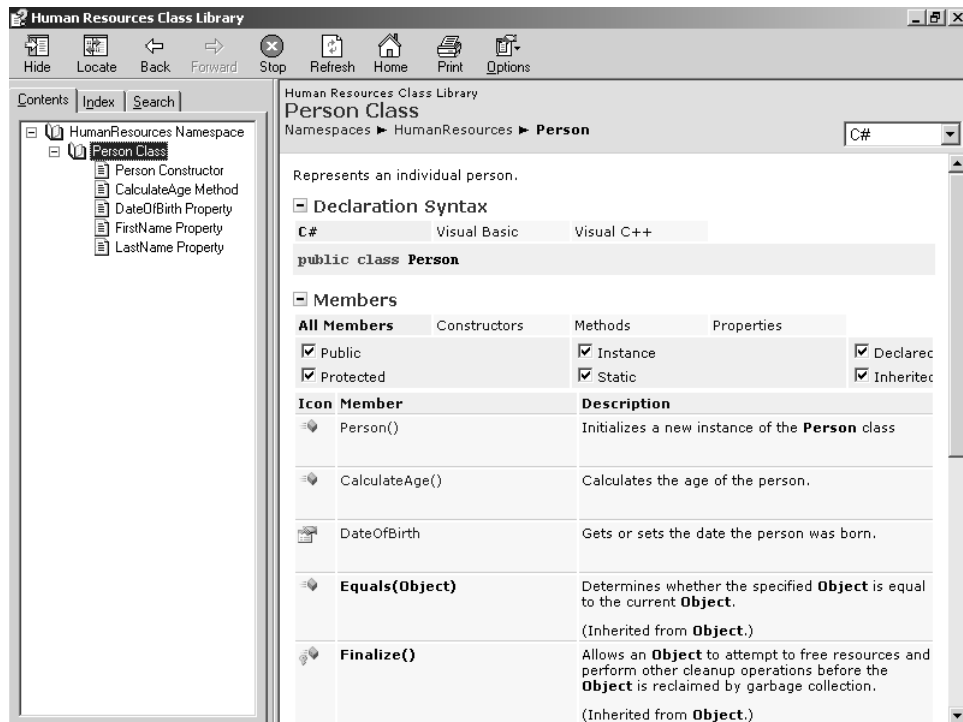 Human Resources Class Library
Hide Locate Back Forward Stop Refresh Home Print Options
Contents Index Search
HumanResources Namespace
Person Class
Person Constructor
CalculateAge Method
DateOfBirth Property
FirstName Property
LastName Property
Human Resources Class Library
Person Class
Namespaces ► HumanResources ► Person
C#
Represents an individual person.
Declaration Syntax
C# Visual Basic Visual C++
public class Person
Members
All Members Constructors Methods Properties
Public Instance Declared
Protected Static Inherited
Icon Member Description
Person() Initializes a new instance of the Person class
CalculateAge() Calculates the age of the person.
DateOfBirth Gets or sets the date the person was born.
Equals(Object) Determines whether the specified Object is equal
to the current Object.
(Inherited from Object.)
Finalize() Allows an Object to attempt to free resources and
perform other cleanup operations before the
Object is reclaimed by garbage collection.
(Inherited from Object.)